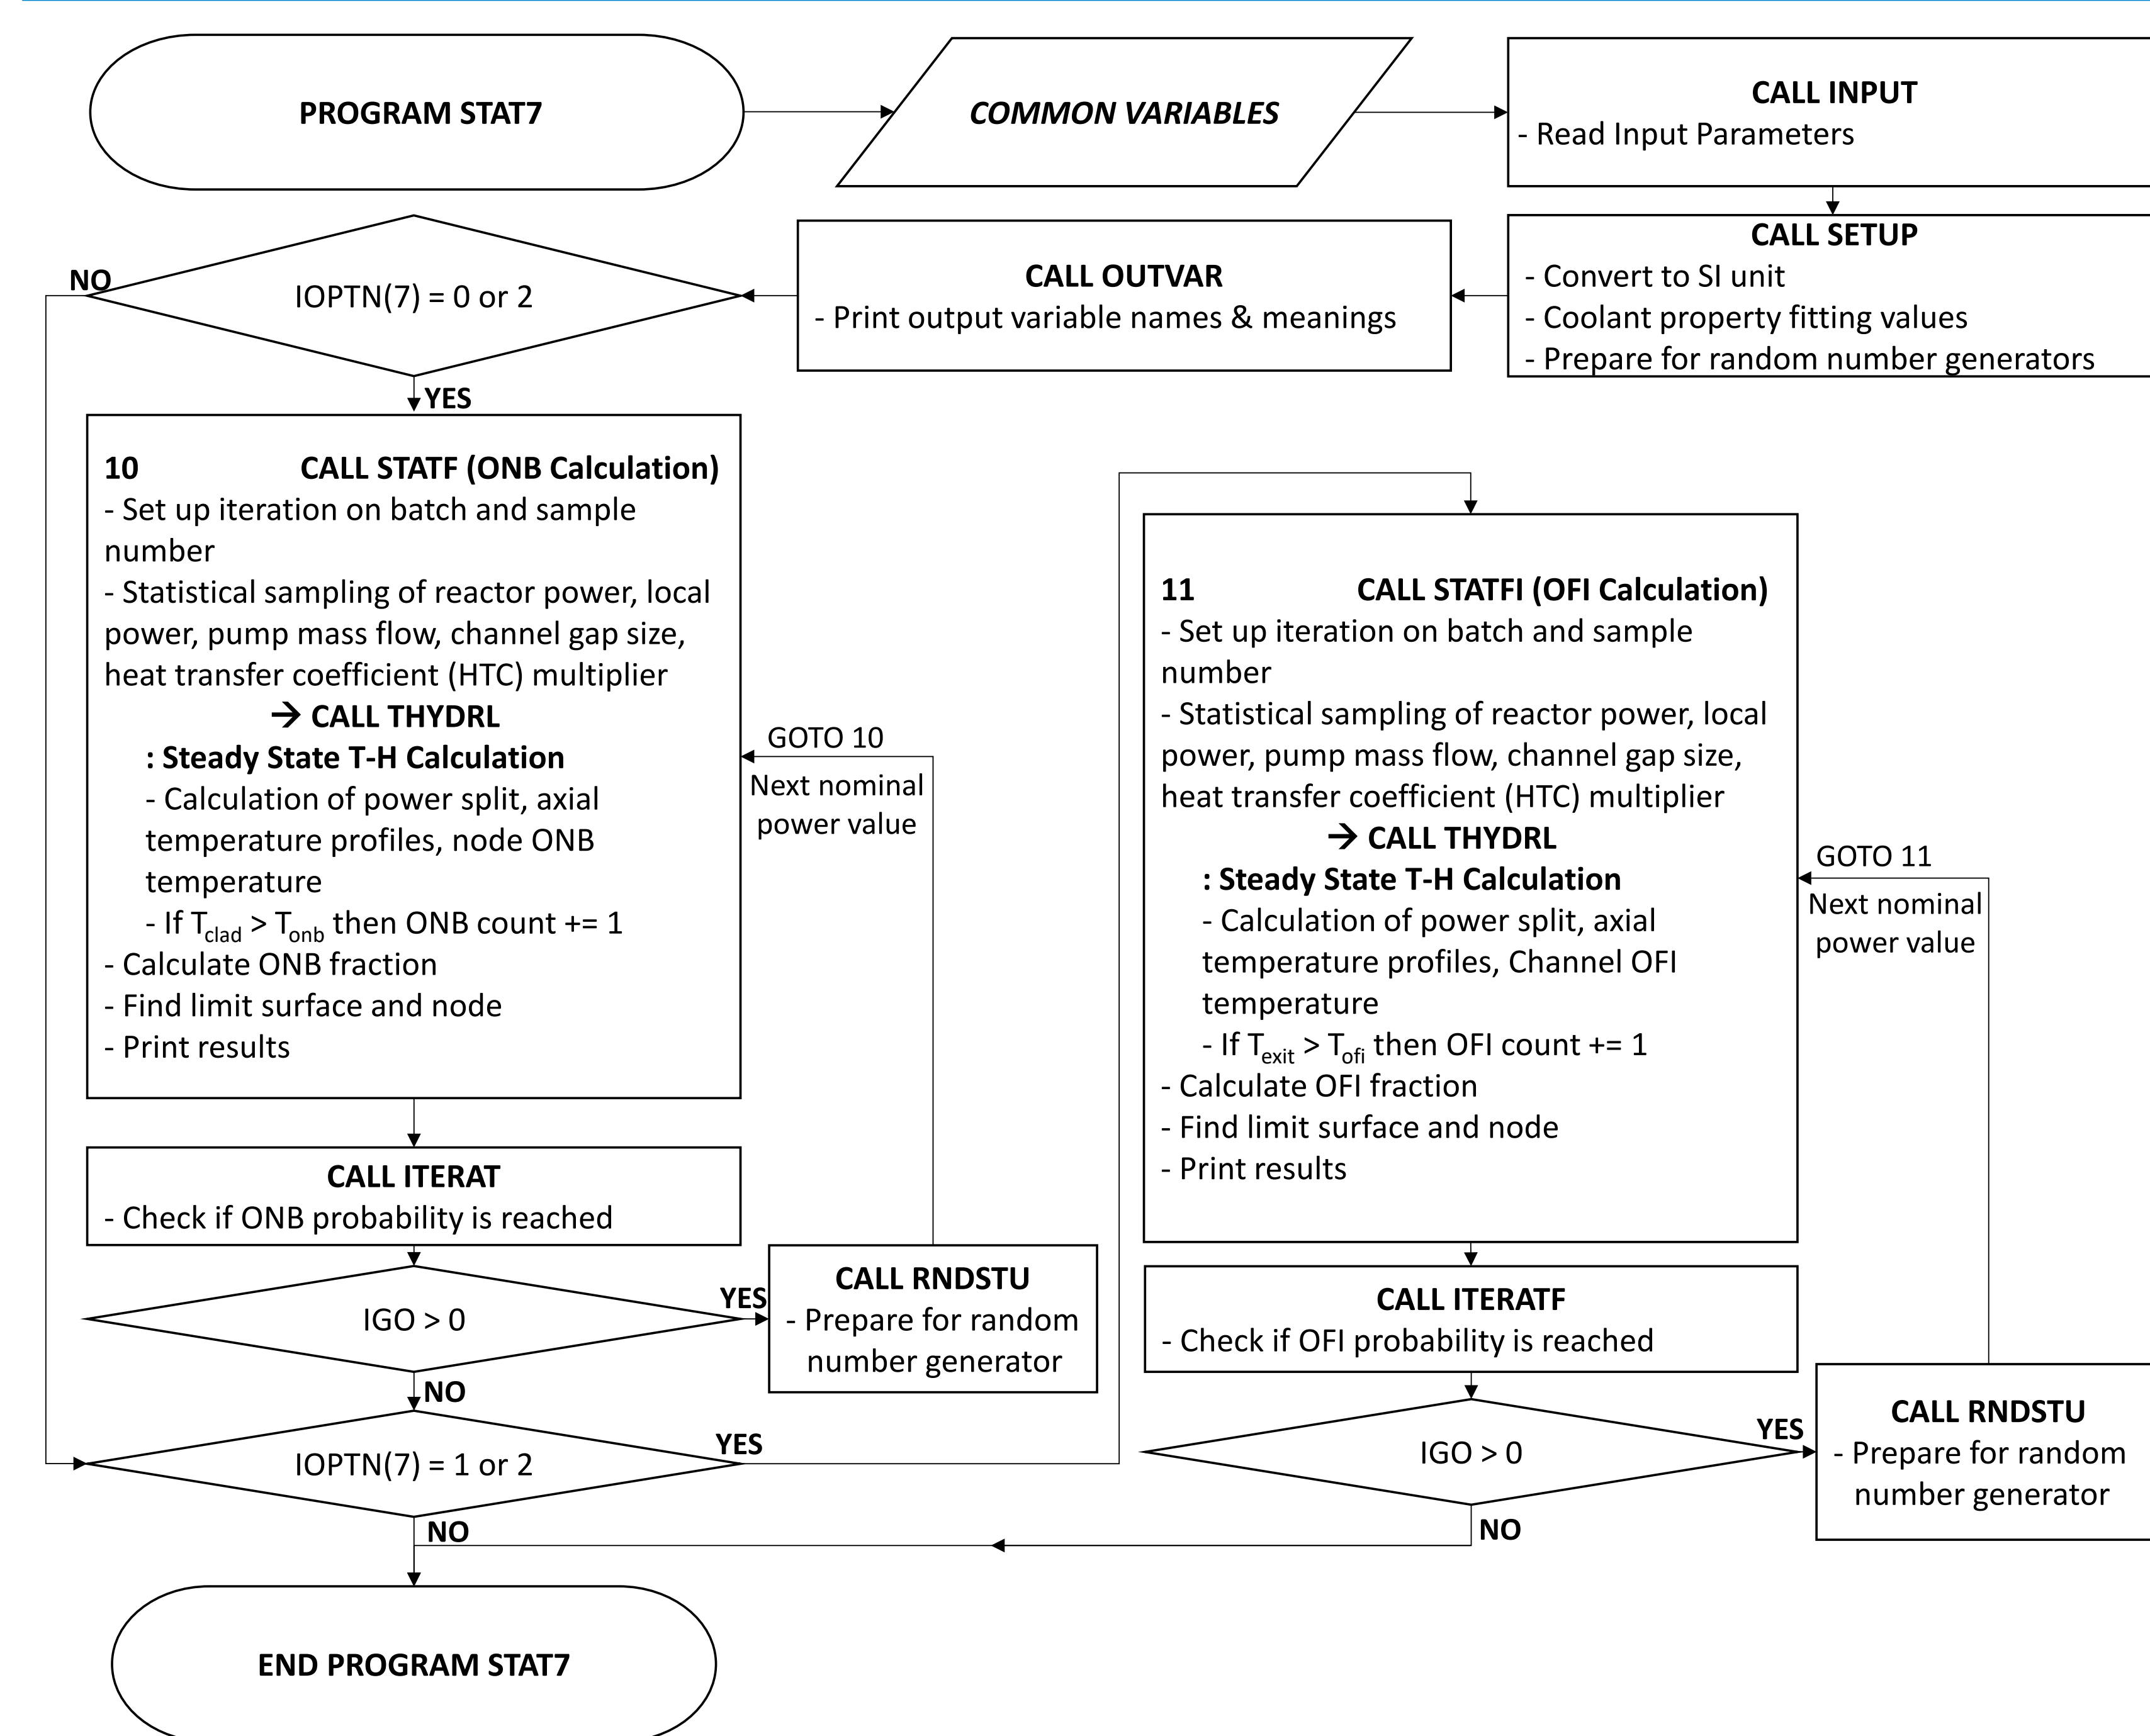 PROGRAM STAT7
COMMON VARIABLES
CALL INPUT
- Read Input Parameters
CALL SETUP
- Convert to SI unit
- Coolant property fitting values
- Prepare for random number generators
CALL OUTVAR
- Print output variable names & meanings
NO
IOPTN(7) = 0 or 2
YES
10 CALL STATF (ONB Calculation)
- Set up iteration on batch and sample
number
- Statistical sampling of reactor power, local
power, pump mass flow, channel gap size,
heat transfer coefficient (HTC) multiplier
→ CALL THYDRL
: Steady State T-H Calculation
- Calculation of power split, axial
temperature profiles, node ONB
temperature
- If Tclad > Tonb then ONB count += 1
- Calculate ONB fraction
- Find limit surface and node
- Print results
GOTO 10
Next nominal
power value
CALL ITERAT
- Check if ONB probability is reached
IGO > 0
YES
CALL RNDSTU
- Prepare for random
number generator
NO
IOPTN(7) = 1 or 2
YES
NO
11 CALL STATFI (OFI Calculation)
- Set up iteration on batch and sample
number
- Statistical sampling of reactor power, local
power, pump mass flow, channel gap size,
heat transfer coefficient (HTC) multiplier
→ CALL THYDRL
: Steady State T-H Calculation
- Calculation of power split, axial
temperature profiles, Channel OFI
temperature
- If Texit > Tofi then OFI count += 1
- Calculate OFI fraction
- Find limit surface and node
- Print results
GOTO 11
Next nominal
power value
CALL ITERATF
- Check if OFI probability is reached
IGO > 0
YES
CALL RNDSTU
- Prepare for random
number generator
NO
END PROGRAM STAT7